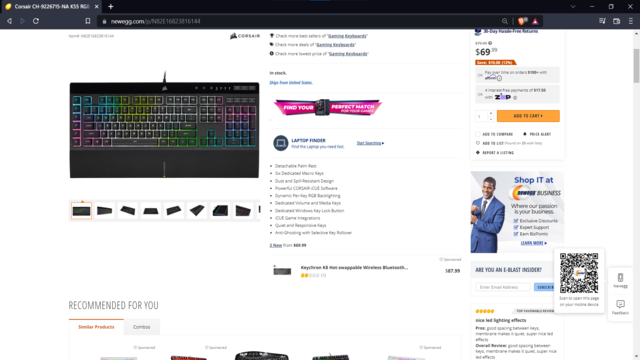 Corsair CH-9226715-NA K55 RGB
newegg.com/p/N82E16823816144
NA N82E16823816144
CORSAIR
Check more best sellers of "Gaming Keyboards"
Check more deals of "Gaming Keyboards"
Check more lowest price of "Gaming Keyboards"
In stock.
Ships from United States.
FIND YOUR PERFECT MATCH
FOR YOUR GAME
LAPTOP FINDER
Find the Laptop you need fast.
Start Searching
Detachable Palm Rest
Six Dedicated Macro Keys
Dust and Spill-Resistant Design
Powerful CORSAIR iCUE Software
Dynamic Per-Key RGB Backlighting
Dedicated Volume and Media Keys
Dedicated Windows Key Lock Button
iCUE Game Integrations
Quiet and Responsive Keys
Anti-Ghosting with Selective Key Rollover
2 New from $69.99
Sponsored
Keychron K8 Hot-swappable Wireless Bluetooth...
$87.99
RECOMMENDED FOR YOU
Similar Products
Combos
Sponsored
Sponsored
Sponsored
30-Day Hassle-Free Returns
$79.99
$69.99
Save: $10.00 (12%)
OR
Pay over time on orders $100+ with
affirm
OR
4 interest-free payments of $17.50
with ZIP
1
ADD TO CART
ADD TO COMPARE
PRICE ALERT
ADD TO LIST
REPORT A LISTING
Shop IT at
newegg BUSINESS
Where our passion
is your business.
Exclusive Discounts
Expert Support
Earn BizPoints
LEARN MORE
ARE YOU AN E-BLAST INSIDER?
Enter Email Address
SUBSCRIBE
Scan to open this page
on your mobile device
Newegg
Feedback
TOP FAVORABLE REVIEW
nice led lighting effects
Pros: good spacing between keys,
membrane makes it quiet, super nice
led effects
Overall Review: good spacing
between keys, membrane makes it
quiet, super nice led effects